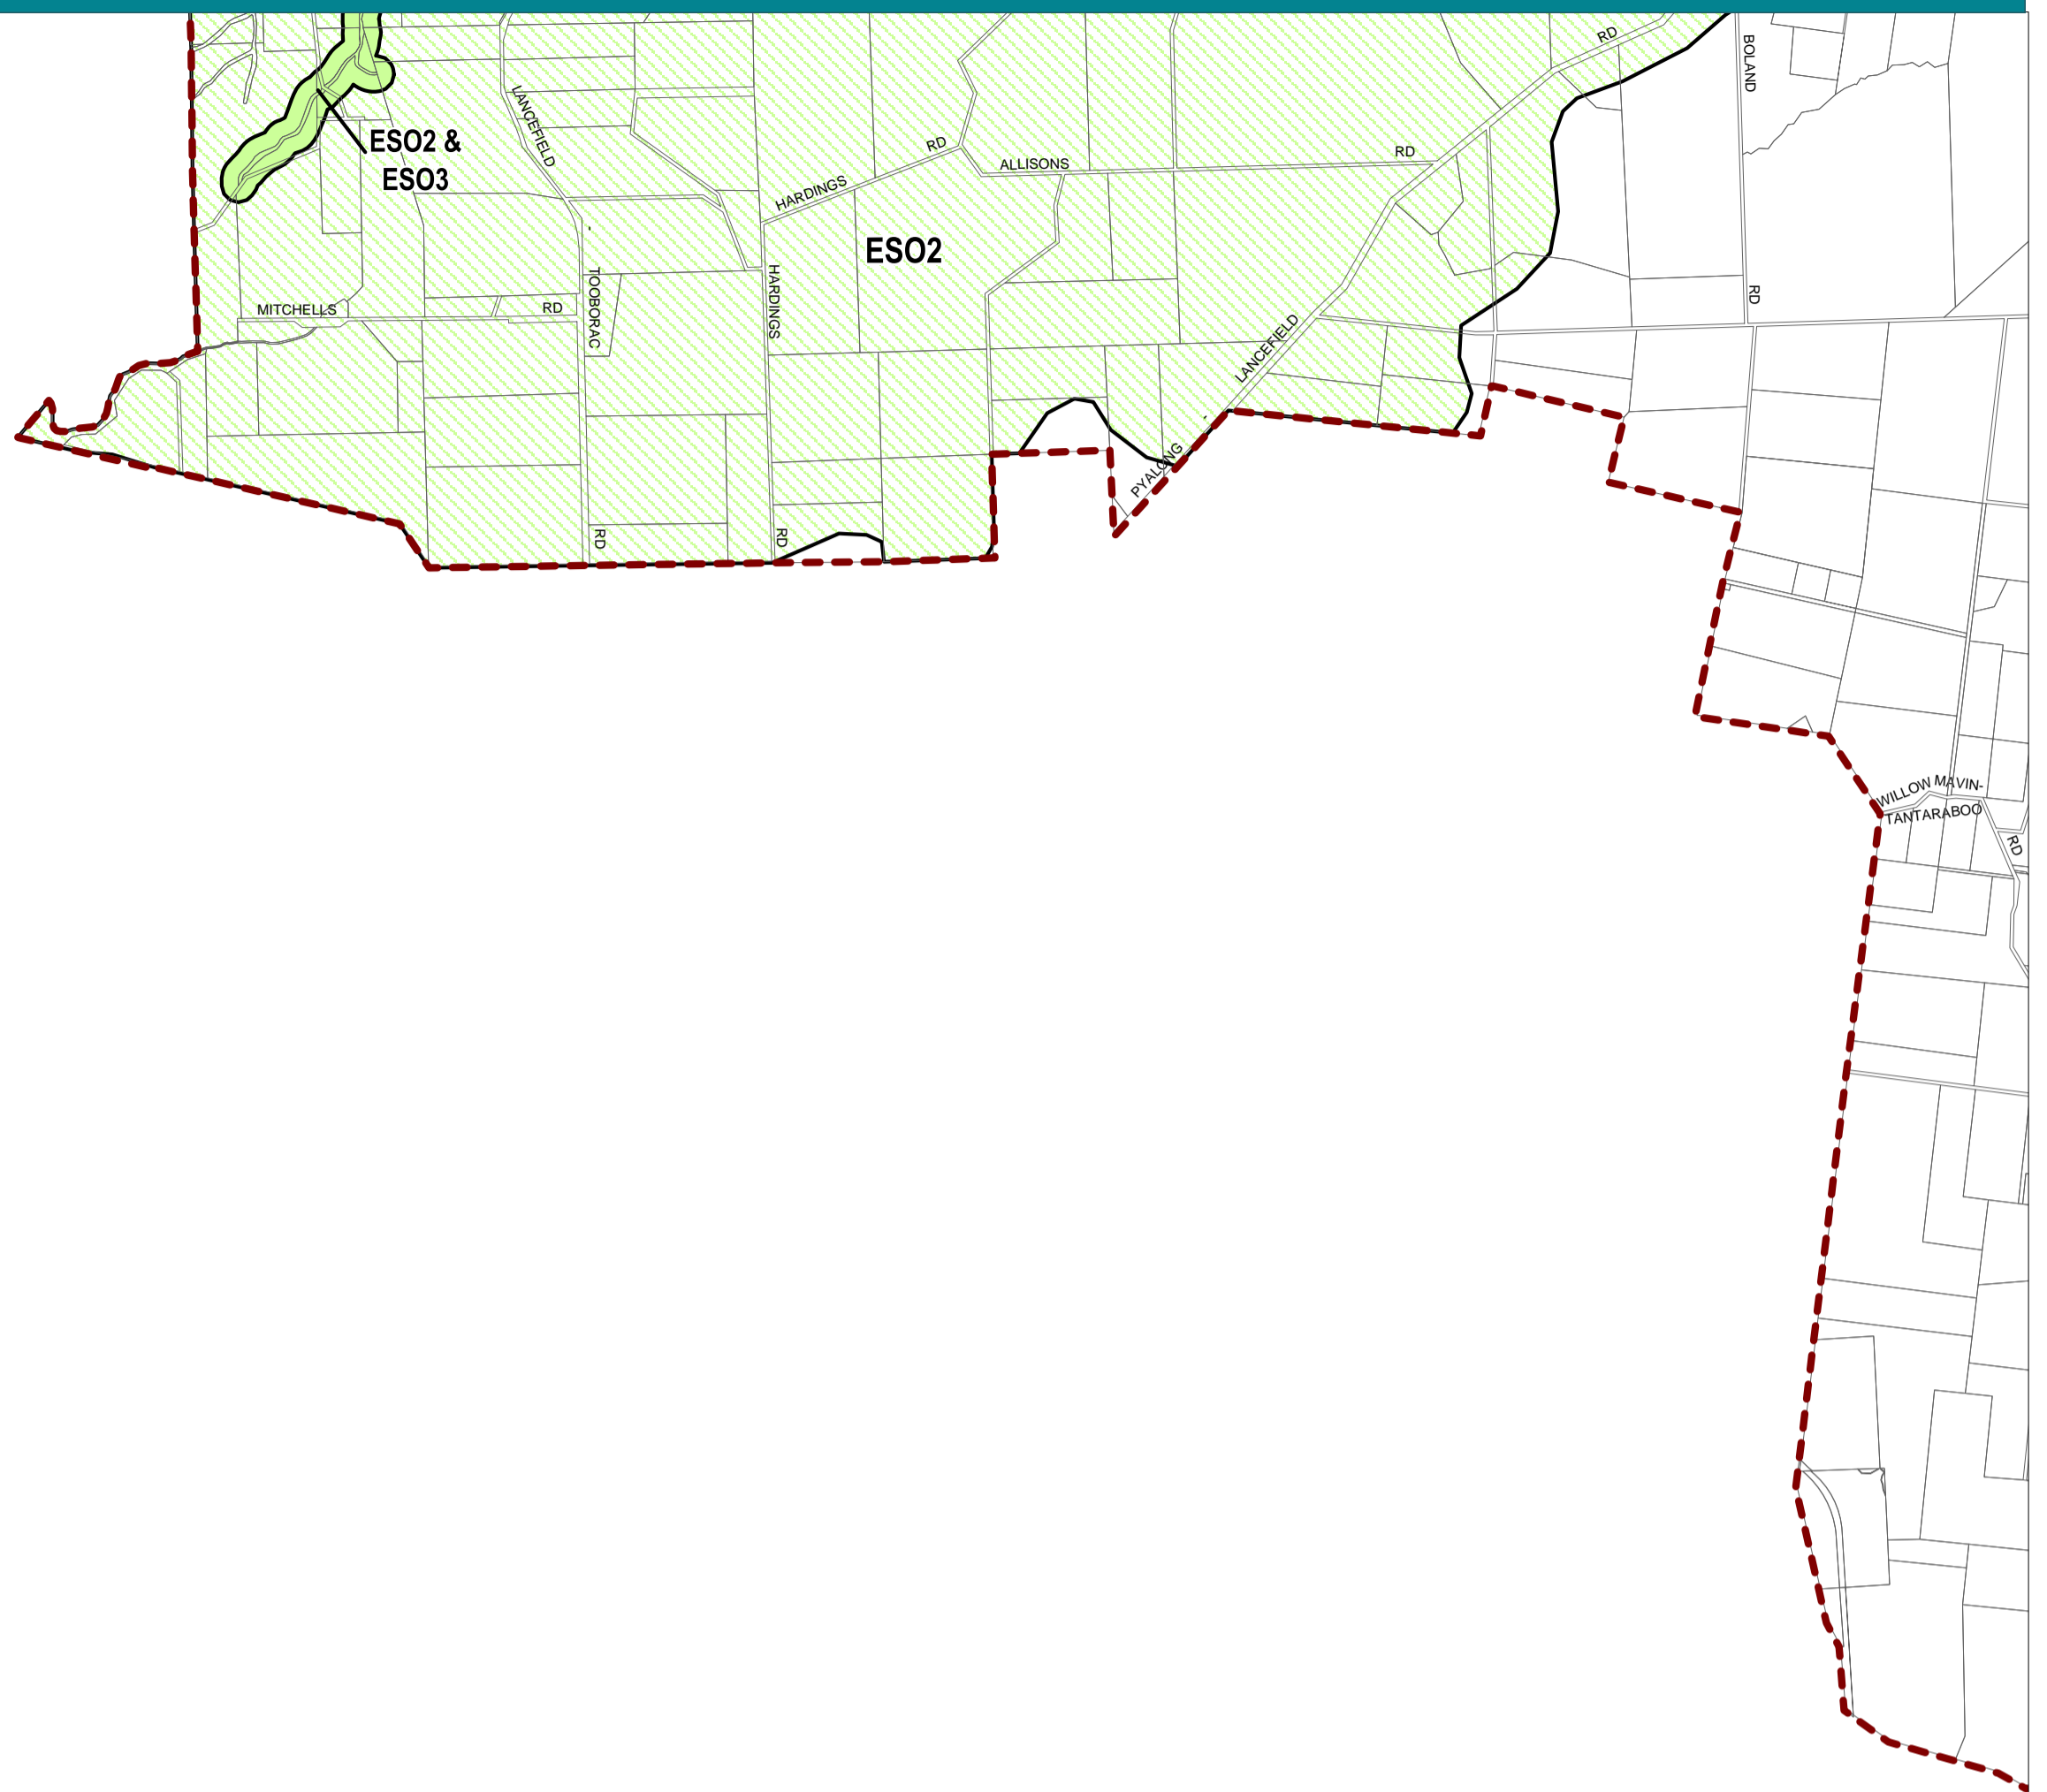 RD
BOLAND
LANCEFIELD
ESO2 &
ESO3
RD
ALLISONS
RD
HARDINGS
ESO2
TOOBORAC
HARDINGS
RD
MITCHELLS
RD
LANCEFIELD
PYALONG
RD
RD
WILLOW MAVIN-
TANTARABOO
RD